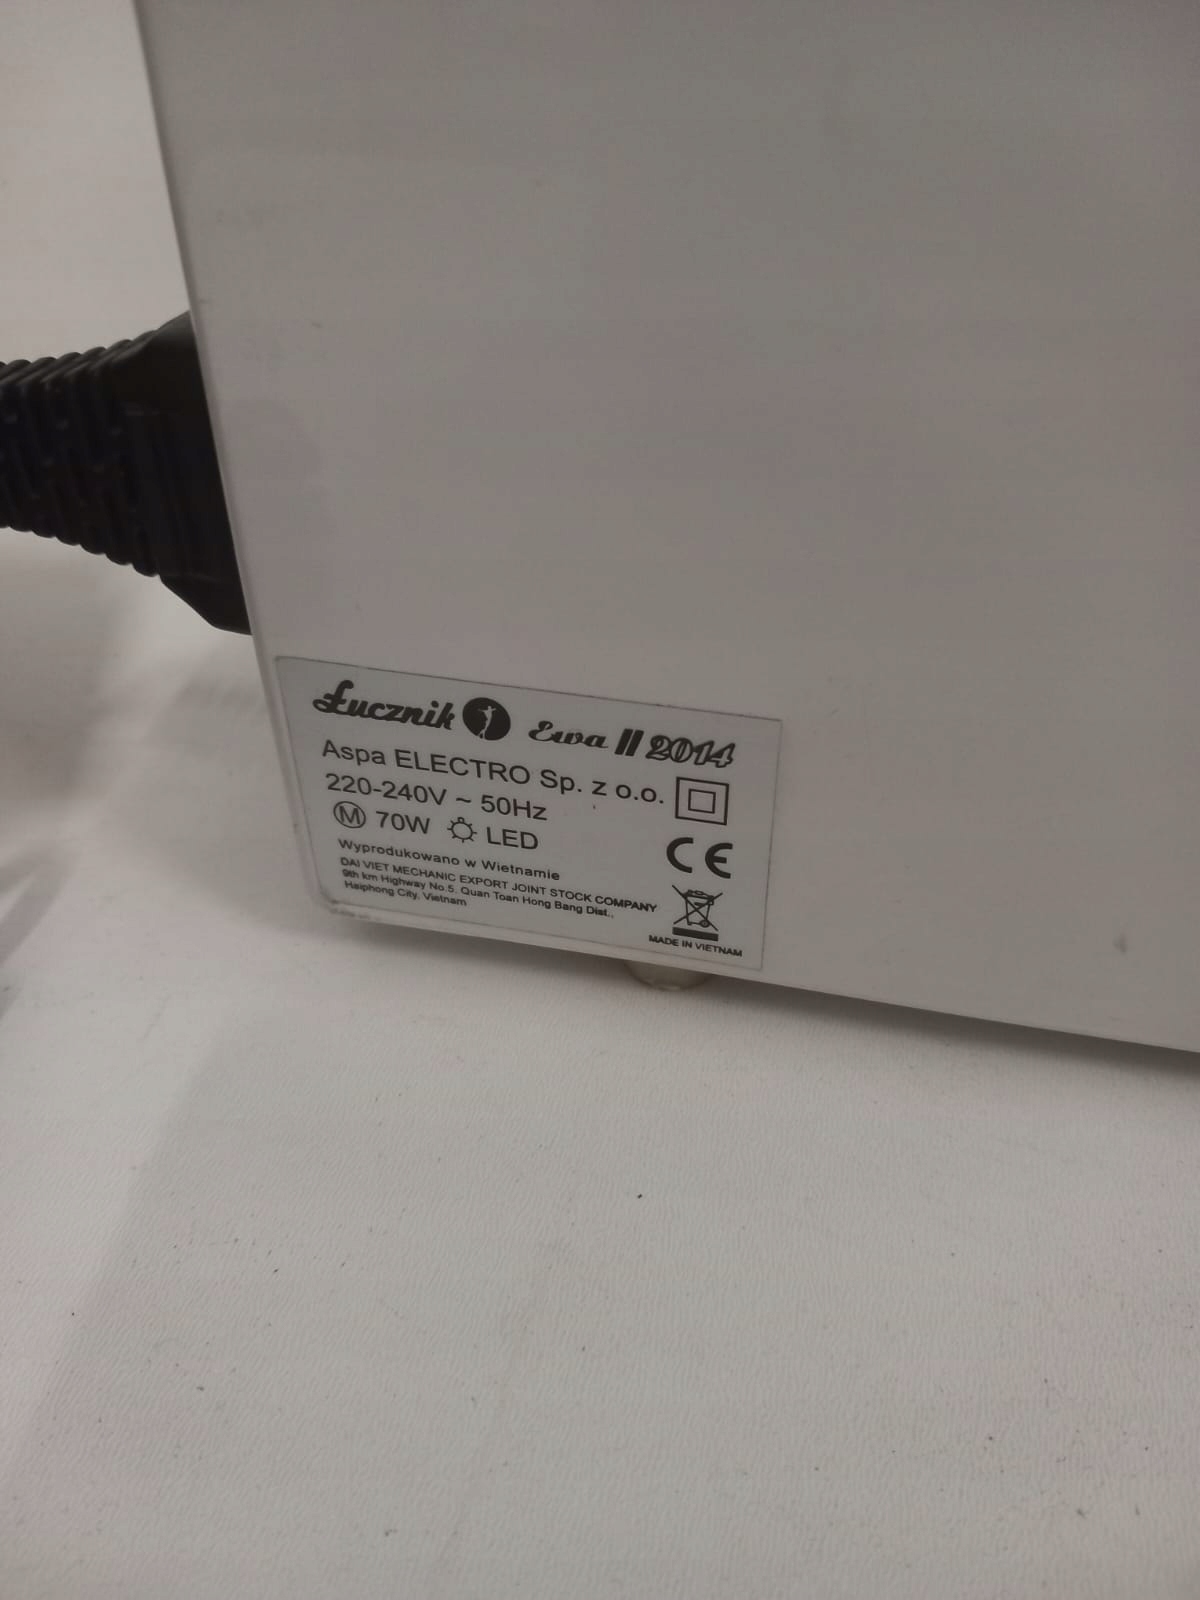 Łucznik Ewa II 2014
Aspa ELECTRO Sp. z o.o.
220-240V ~ 50Hz
M 70W LED
CE
Wyprodukowano w Wietnamie
DAI VIET MECHANIC EXPORT JOINT STOCK COMPANY
9th km Highway No.5, Quan Toan Hong Bang Dist.,
Haiphong City, Vietnam
MADE IN VIETNAM